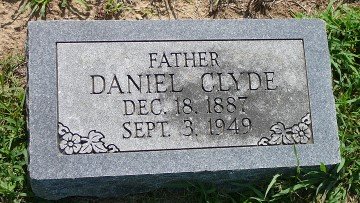 FATHER
DANIEL CLYDE
DEC. 18. 1887
SEPT. 3. 1949